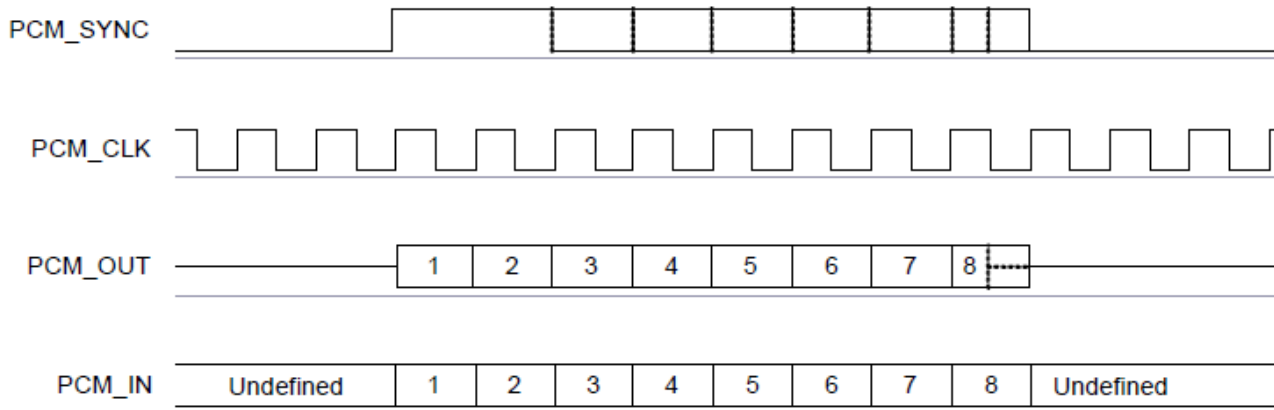 PCM_SYNC
PCM_CLK
PCM_OUT 1 2 3 4 5 6 7 8
PCM_IN Undefined 1 2 3 4 5 6 7 8 Undefined